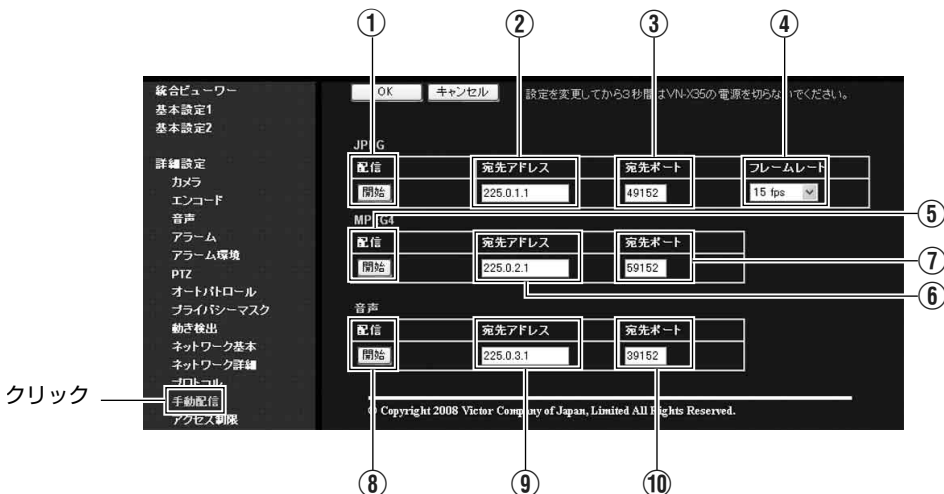 ① ② ③ ④
統合ビューワー
基本設定1
基本設定2
詳細設定
カメラ
エンコード
音声
アラーム
アラーム環境
PTZ
オートパトロール
プライバシーマスク
動き検出
ネットワーク基本
ネットワーク詳細
プロトコル
手動配信
アクセス制限
クリック
OK キャンセル 設定を変更してから3秒間はVN-X35の電源を切らないでください。
JPEG
配信 宛先アドレス 宛先ポート フレームレート
開始 225.0.1.1 49152 15 fps
⑤
MPEG4
配信 宛先アドレス 宛先ポート
開始 225.0.2.1 59152
⑦
⑥
音声
配信 宛先アドレス 宛先ポート
開始 225.0.3.1 39152
© Copyright 2008 Victor Company of Japan, Limited All Rights Reserved.
⑧ ⑨ ⑩